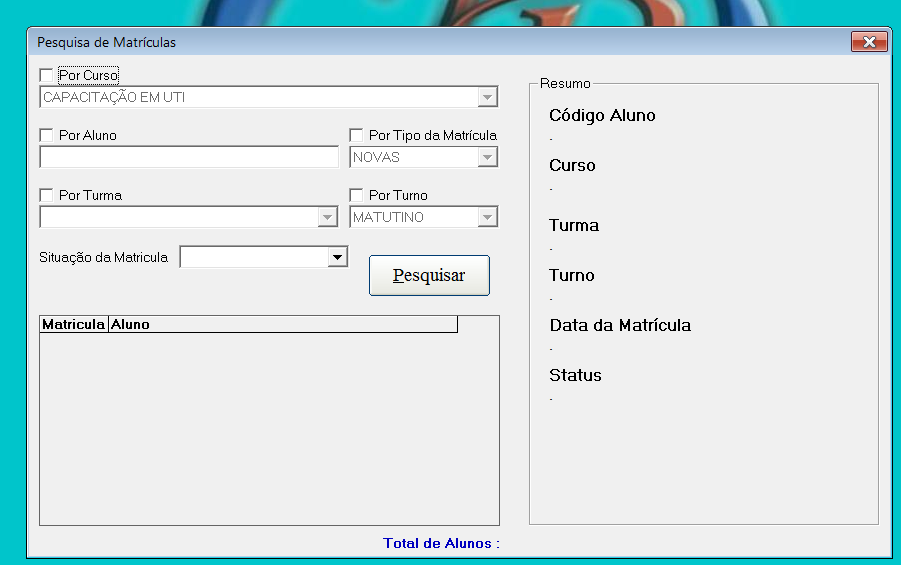 Pesquisa de Matrículas
Por Curso
CAPACITAÇÃO EM UTI
Por Aluno
Por Tipo da Matrícula
NOVAS
Por Turma
Por Turno
MATUTINO
Situação da Matricula
Pesquisar
Matricula Aluno
Total de Alunos :
Resumo
Código Aluno
.
Curso
.
Turma
.
Turno
.
Data da Matrícula
.
Status
.